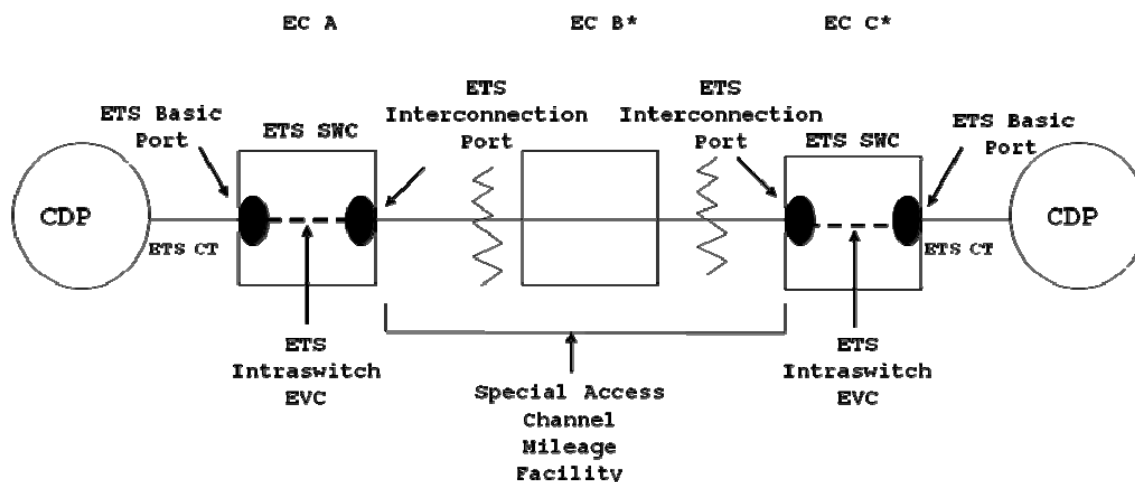 EC A
EC B*
EC C*
ETS Basic
Port
ETS SWC
ETS
Interconnection
Port
ETS
Interconnection
Port
ETS SWC
ETS Basic
Port
CDP
ETS CT
ETS CT
CDP
ETS
Intraswitch
EVC
Special Access
Channel
Mileage
Facility
ETS
Intraswitch
EVC